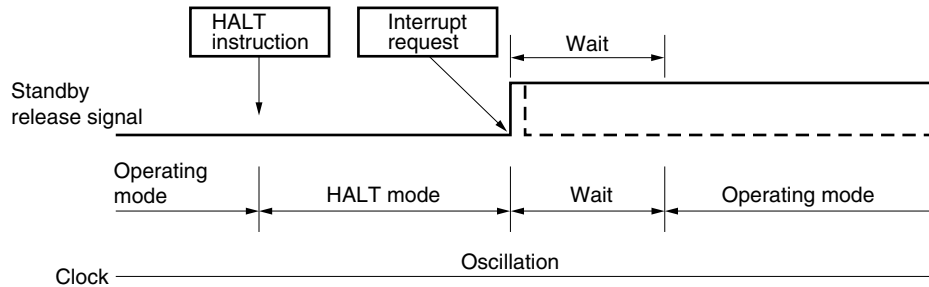 HALT
instruction
Interrupt
request
Wait
Standby
release signal
Operating
mode
HALT mode
Wait
Operating mode
Oscillation
Clock